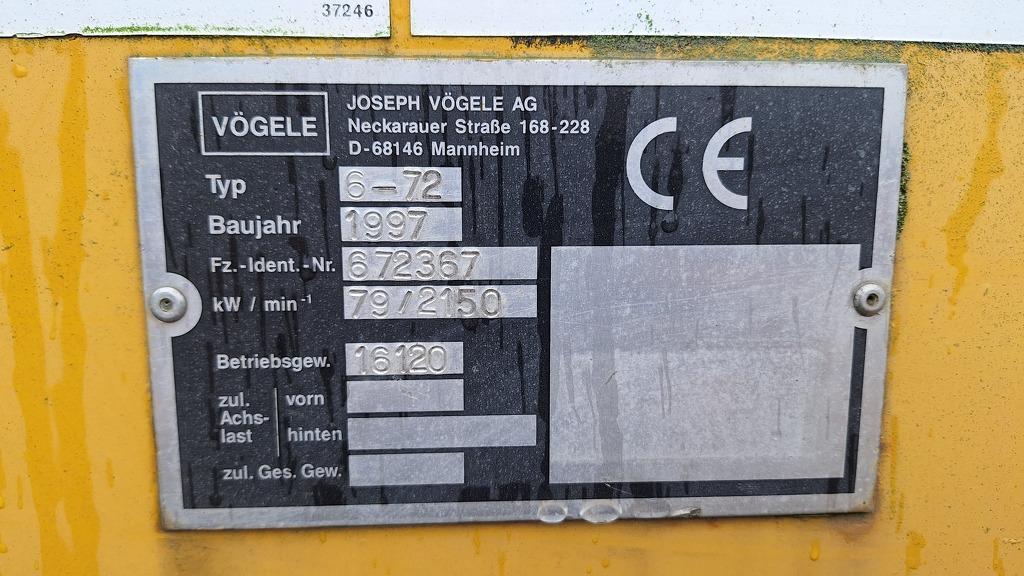 37246
VÖGELE
JOSEPH VÖGELE AG
Neckarauer Straße 168-228
D-68146 Mannheim
CE
Typ 6-72
Baujahr 1997
Fz.-Ident.-Nr. 672367
kW / min⁻¹ 79/2150
Betriebsgew. 16120
zul. vorn
Achs-
last hinten
zul. Ges. Gew.